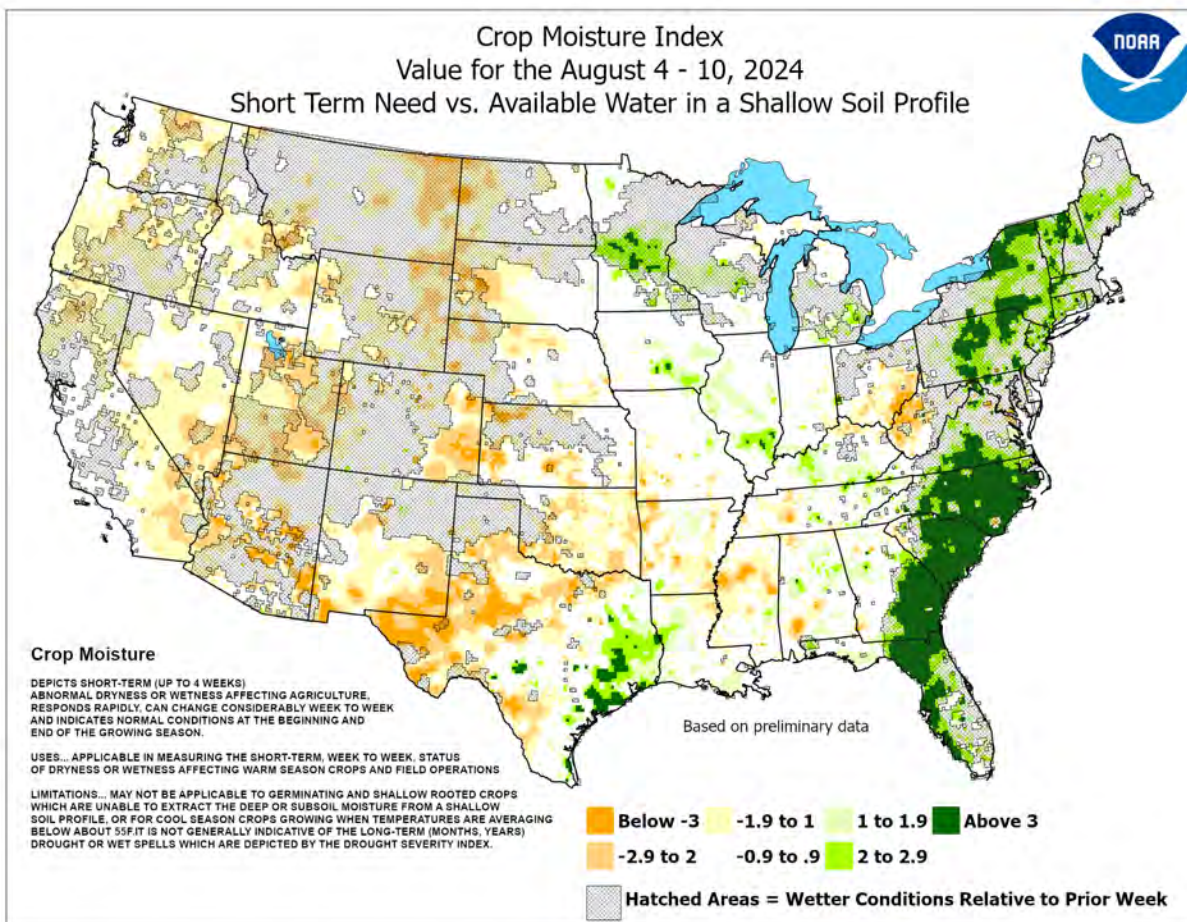 Crop Moisture Index
Value for the August 4 - 10, 2024
Short Term Need vs. Available Water in a Shallow Soil Profile
NOAA
Crop Moisture
DEPICTS SHORT-TERM (UP TO 4 WEEKS)
ABNORMAL DRYNESS OR WETNESS AFFECTING AGRICULTURE,
RESPONDS RAPIDLY, CAN CHANGE CONSIDERABLY WEEK TO WEEK
AND INDICATES NORMAL CONDITIONS AT THE BEGINNING AND
END OF THE GROWING SEASON.
USES... APPLICABLE IN MEASURING THE SHORT-TERM, WEEK TO WEEK, STATUS
OF DRYNESS OR WETNESS AFFECTING WARM SEASON CROPS AND FIELD OPERATIONS
LIMITATIONS... MAY NOT BE APPLICABLE TO GERMINATING AND SHALLOW ROOTED CROPS
WHICH ARE UNABLE TO EXTRACT THE DEEP OR SUBSOIL MOISTURE FROM A SHALLOW
SOIL PROFILE, OR FOR COOL SEASON CROPS GROWING WHEN TEMPERATURES ARE AVERAGING
BELOW ABOUT 55F.IT IS NOT GENERALLY INDICATIVE OF THE LONG-TERM (MONTHS, YEARS)
DROUGHT OR WET SPELLS WHICH ARE DEPICTED BY THE DROUGHT SEVERITY INDEX.
Based on preliminary data
Below -3 -1.9 to 1 1 to 1.9 Above 3
-2.9 to 2 -0.9 to .9 2 to 2.9
Hatched Areas = Wetter Conditions Relative to Prior Week